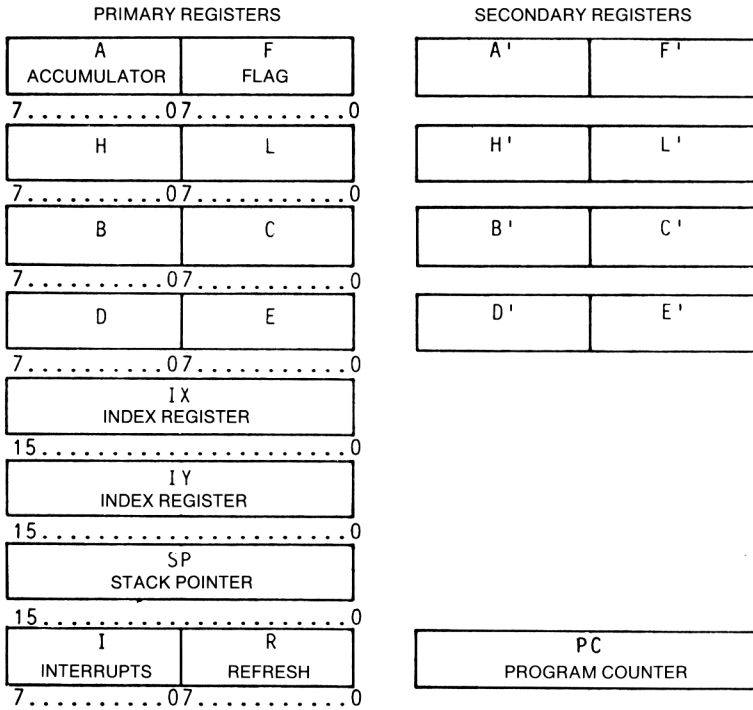 PRIMARY REGISTERS SECONDARY REGISTERS
A F A' F'
ACCUMULATOR FLAG
7..........07...........0
H L H' L'
7..........07...........0
B C B' C'
7..........07...........0
D E D' E'
7..........07...........0
IX
INDEX REGISTER
15......................0
IY
INDEX REGISTER
15......................0
SP
STACK POINTER
15......................0
I R PC
INTERRUPTS REFRESH PROGRAM COUNTER
7..........07...........0